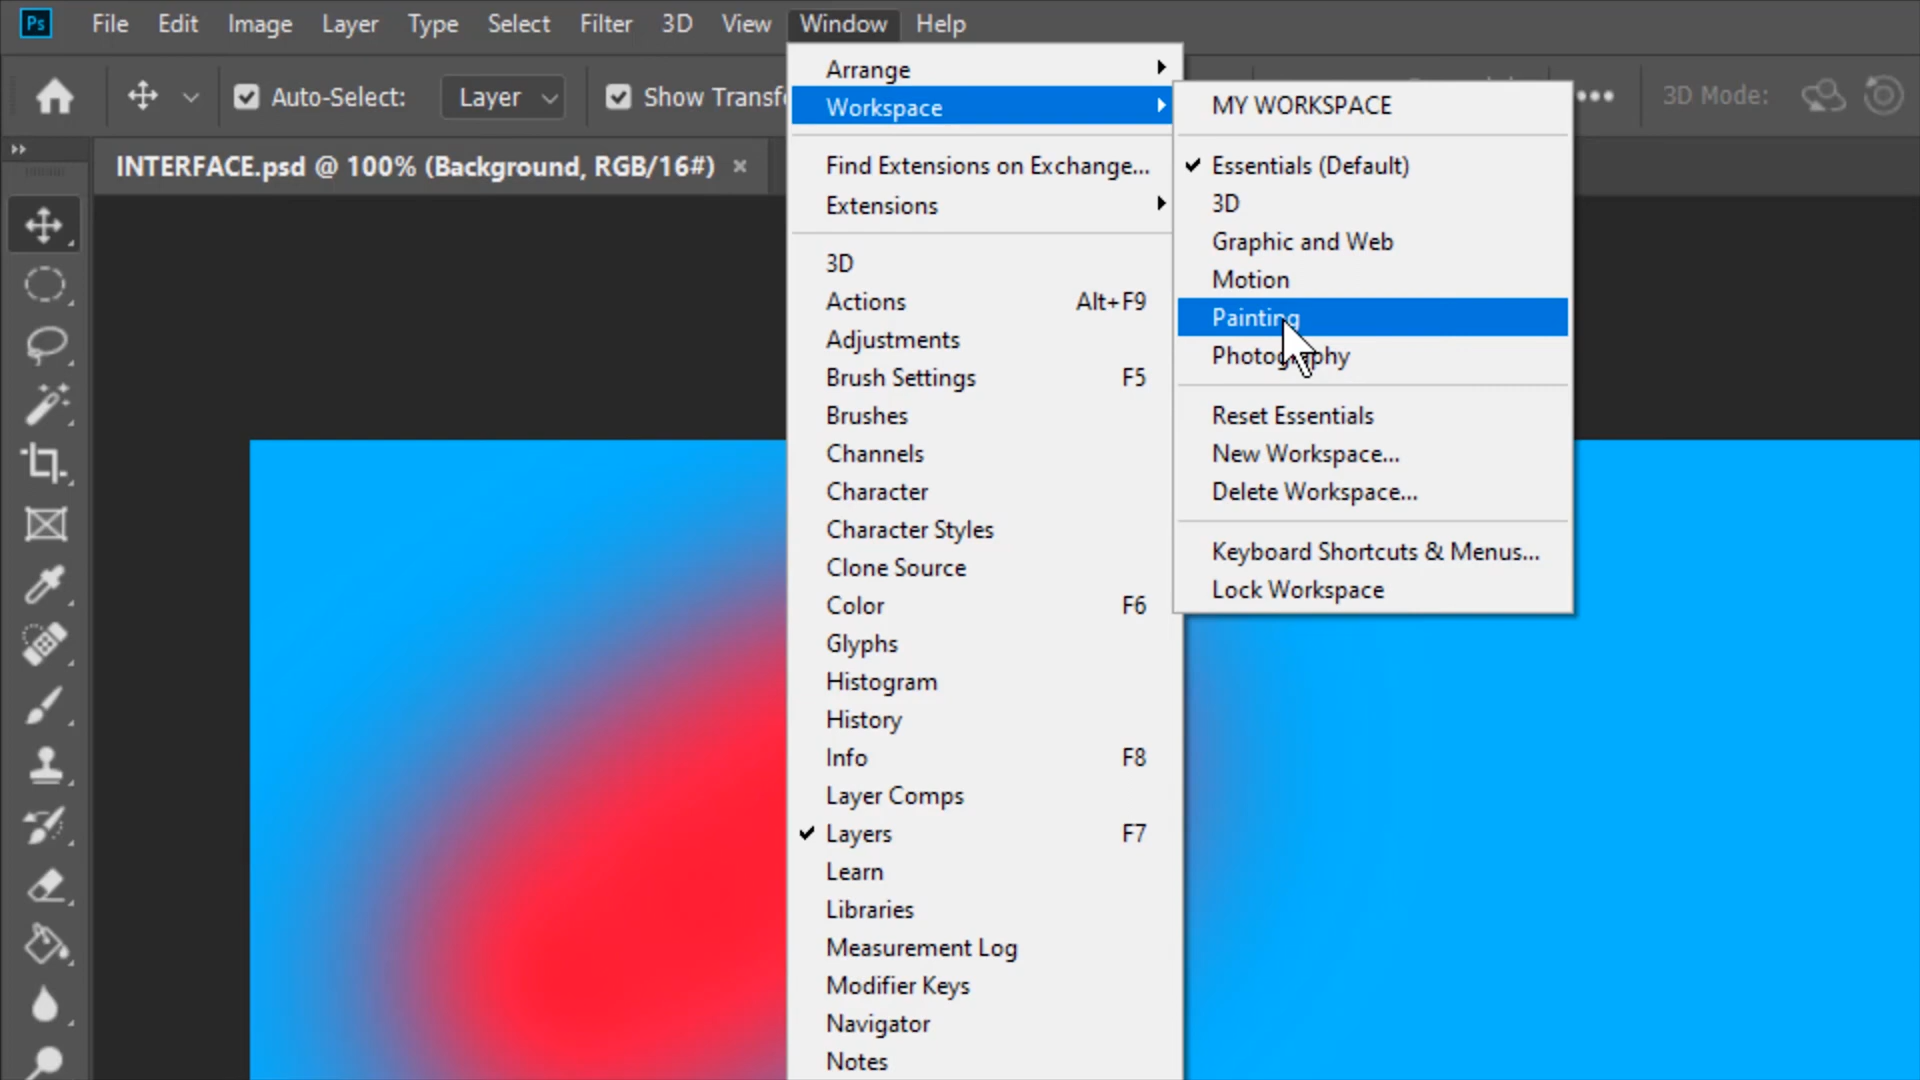 Ps File Edit Image Layer Type Select Filter 3D View Window Help
Auto-Select: Layer Show Transf 3D Mode:
INTERFACE.psd @ 100% (Background, RGB/16#) ×
Arrange
Workspace
Find Extensions on Exchange...
Extensions
3D
Actions Alt+F9
Adjustments
Brush Settings F5
Brushes
Channels
Character
Character Styles
Clone Source
Color F6
Glyphs
Histogram
History
Info F8
Layer Comps
Layers F7
Learn
Libraries
Measurement Log
Modifier Keys
Navigator
Notes
MY WORKSPACE
Essentials (Default)
3D
Graphic and Web
Motion
Painting
Photography
Reset Essentials
New Workspace...
Delete Workspace...
Keyboard Shortcuts & Menus...
Lock Workspace